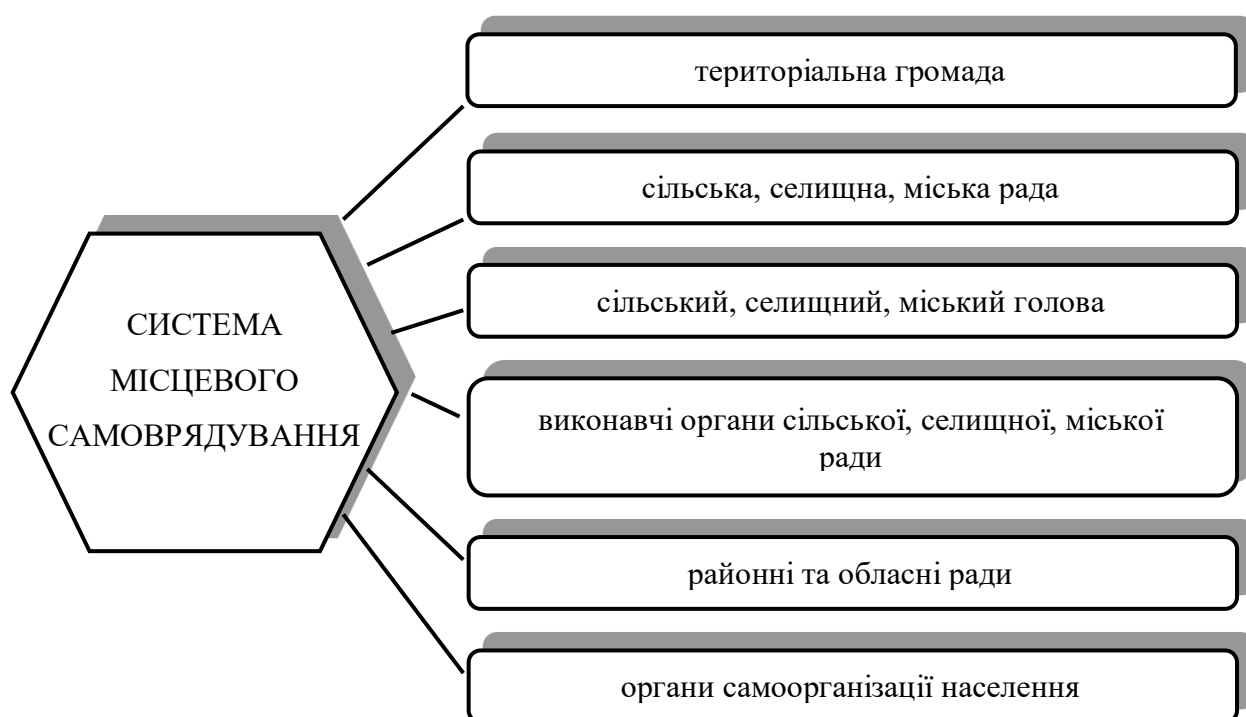 територіальна громада
сільська, селищна, міська рада
сільський, селищний, міський голова
СИСТЕМА
МІСЦЕВОГО
САМОВРЯДУВАННЯ
виконавчі органи сільської, селищної, міської
ради
районні та обласні ради
органи самоорганізації населення